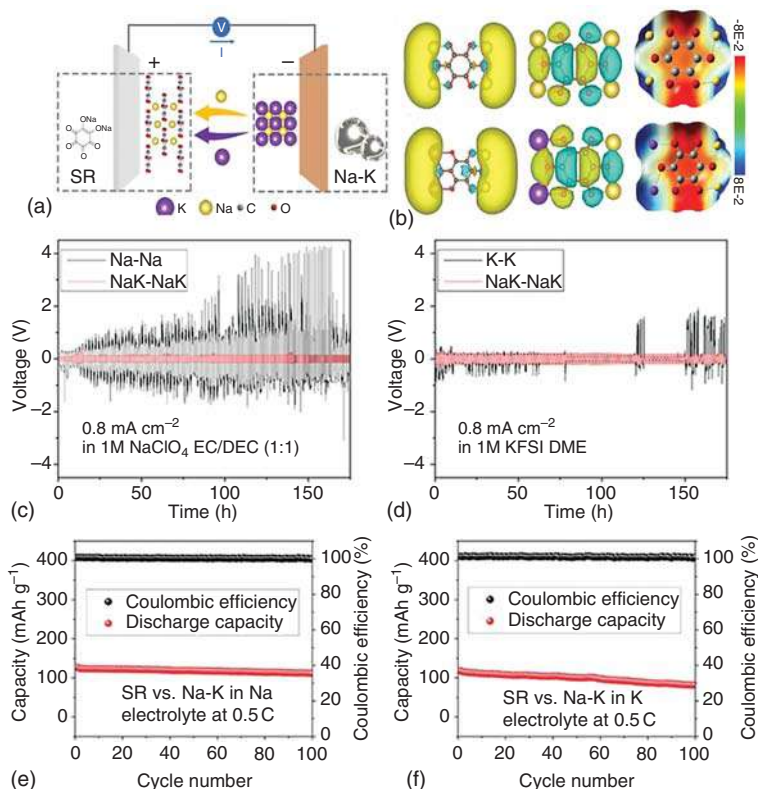 (a)
V
I
+
−
ONa
ONa
O
O
O
O
SR
Na-K
K Na C O
(b)
-8E-2
8E-2
Na-Na
NaK-NaK
Voltage (V)
4
2
0
−2
−4
0.8 mA cm⁻²
in 1M NaClO₄ EC/DEC (1:1)
0 50 100 150
Time (h)
(c)
K-K
NaK-NaK
Voltage (V)
4
2
0
−2
−4
0.8 mA cm⁻²
in 1M KFSI DME
0 50 100 150
Time (h)
(d)
Capacity (mAh g⁻¹)
400
300
200
100
0
Coulombic efficiency
Discharge capacity
SR vs. Na-K in Na
electrolyte at 0.5 C
100
80
60
40
20
0
Coulombic efficiency (%)
0 20 40 60 80 100
Cycle number
(e)
Capacity (mAh g⁻¹)
400
300
200
100
0
Coulombic efficiency
Discharge capacity
SR vs. Na-K in K
electrolyte at 0.5 C
100
80
60
40
20
0
Coulombic efficiency (%)
0 20 40 60 80 100
Cycle number
(f)